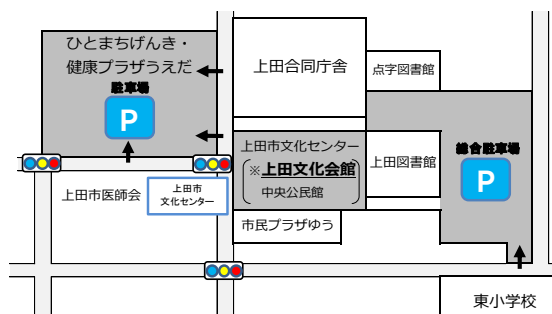 ひとまちげんき・
健康プラザうえだ
駐車場
P
上田合同庁舎
点字図書館
上田市文化センター
※上田文化会館
中央公民館
上田図書館
総合駐車場
P
上田市医師会
上田市
文化センター
市民プラザゆう
東小学校